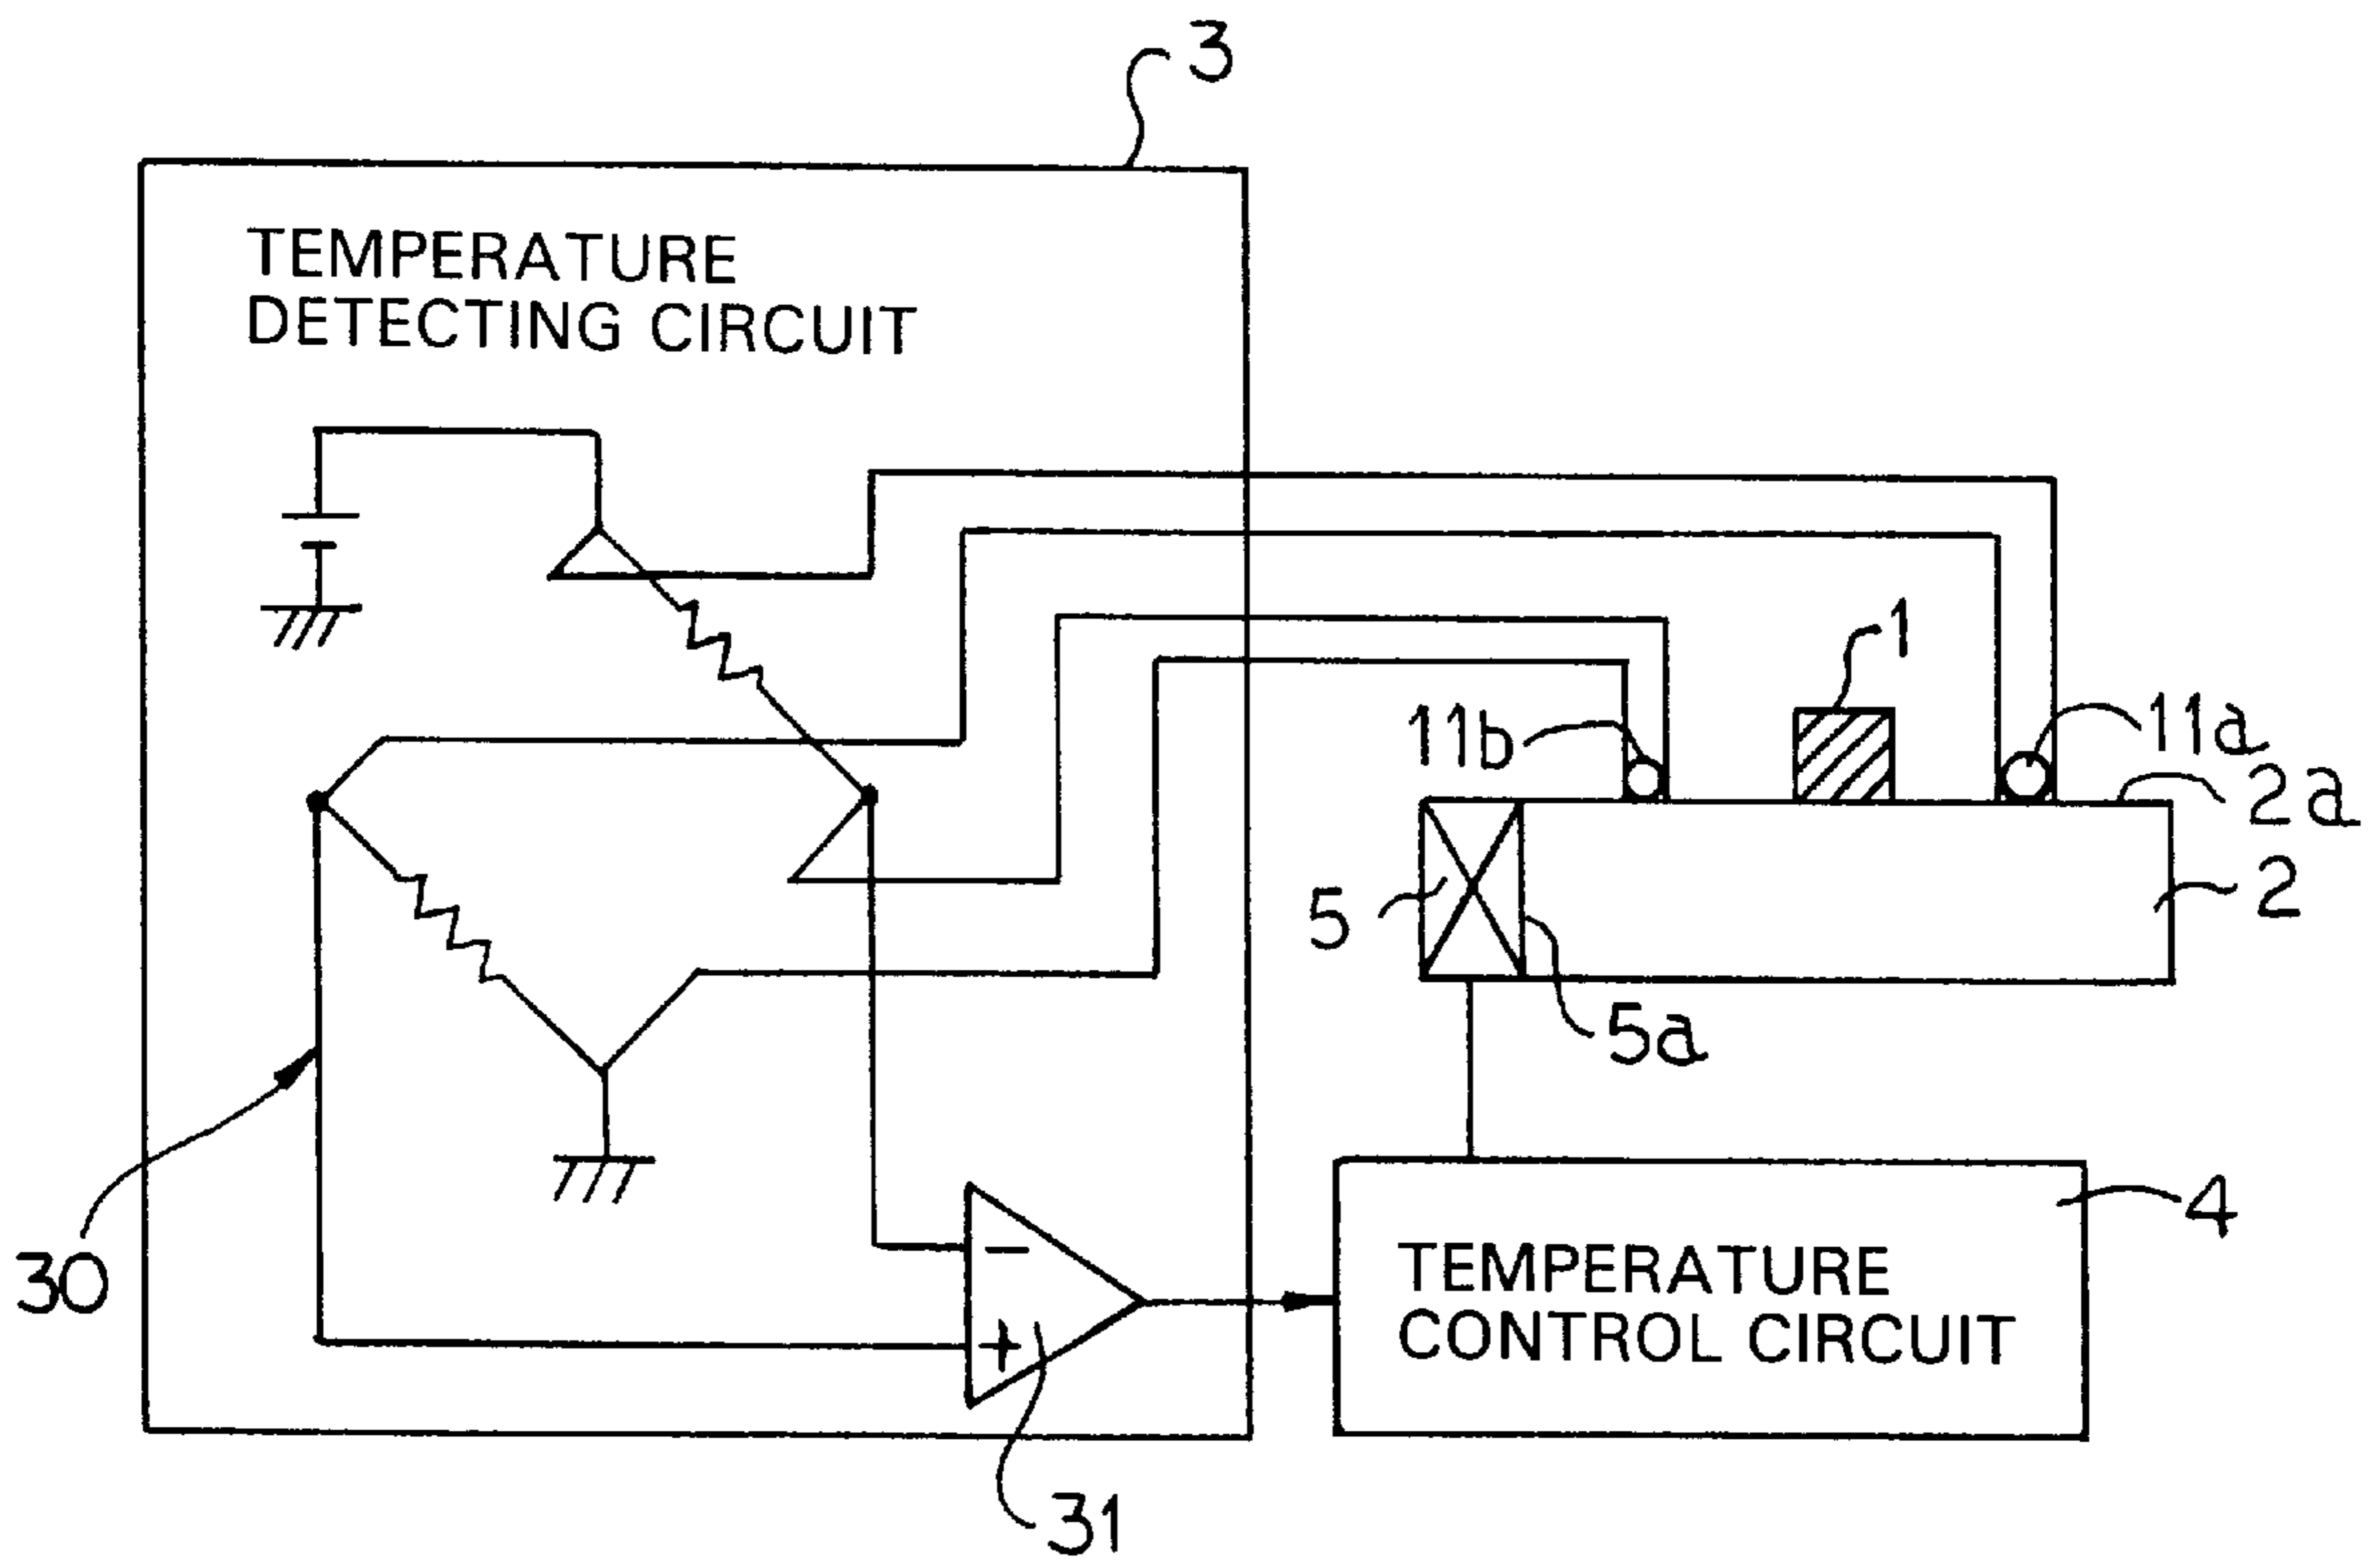 3
TEMPERATURE
DETECTING CIRCUIT
1
11b
11a
2a
2
5
5a
4
30
−
+
TEMPERATURE
CONTROL CIRCUIT
31